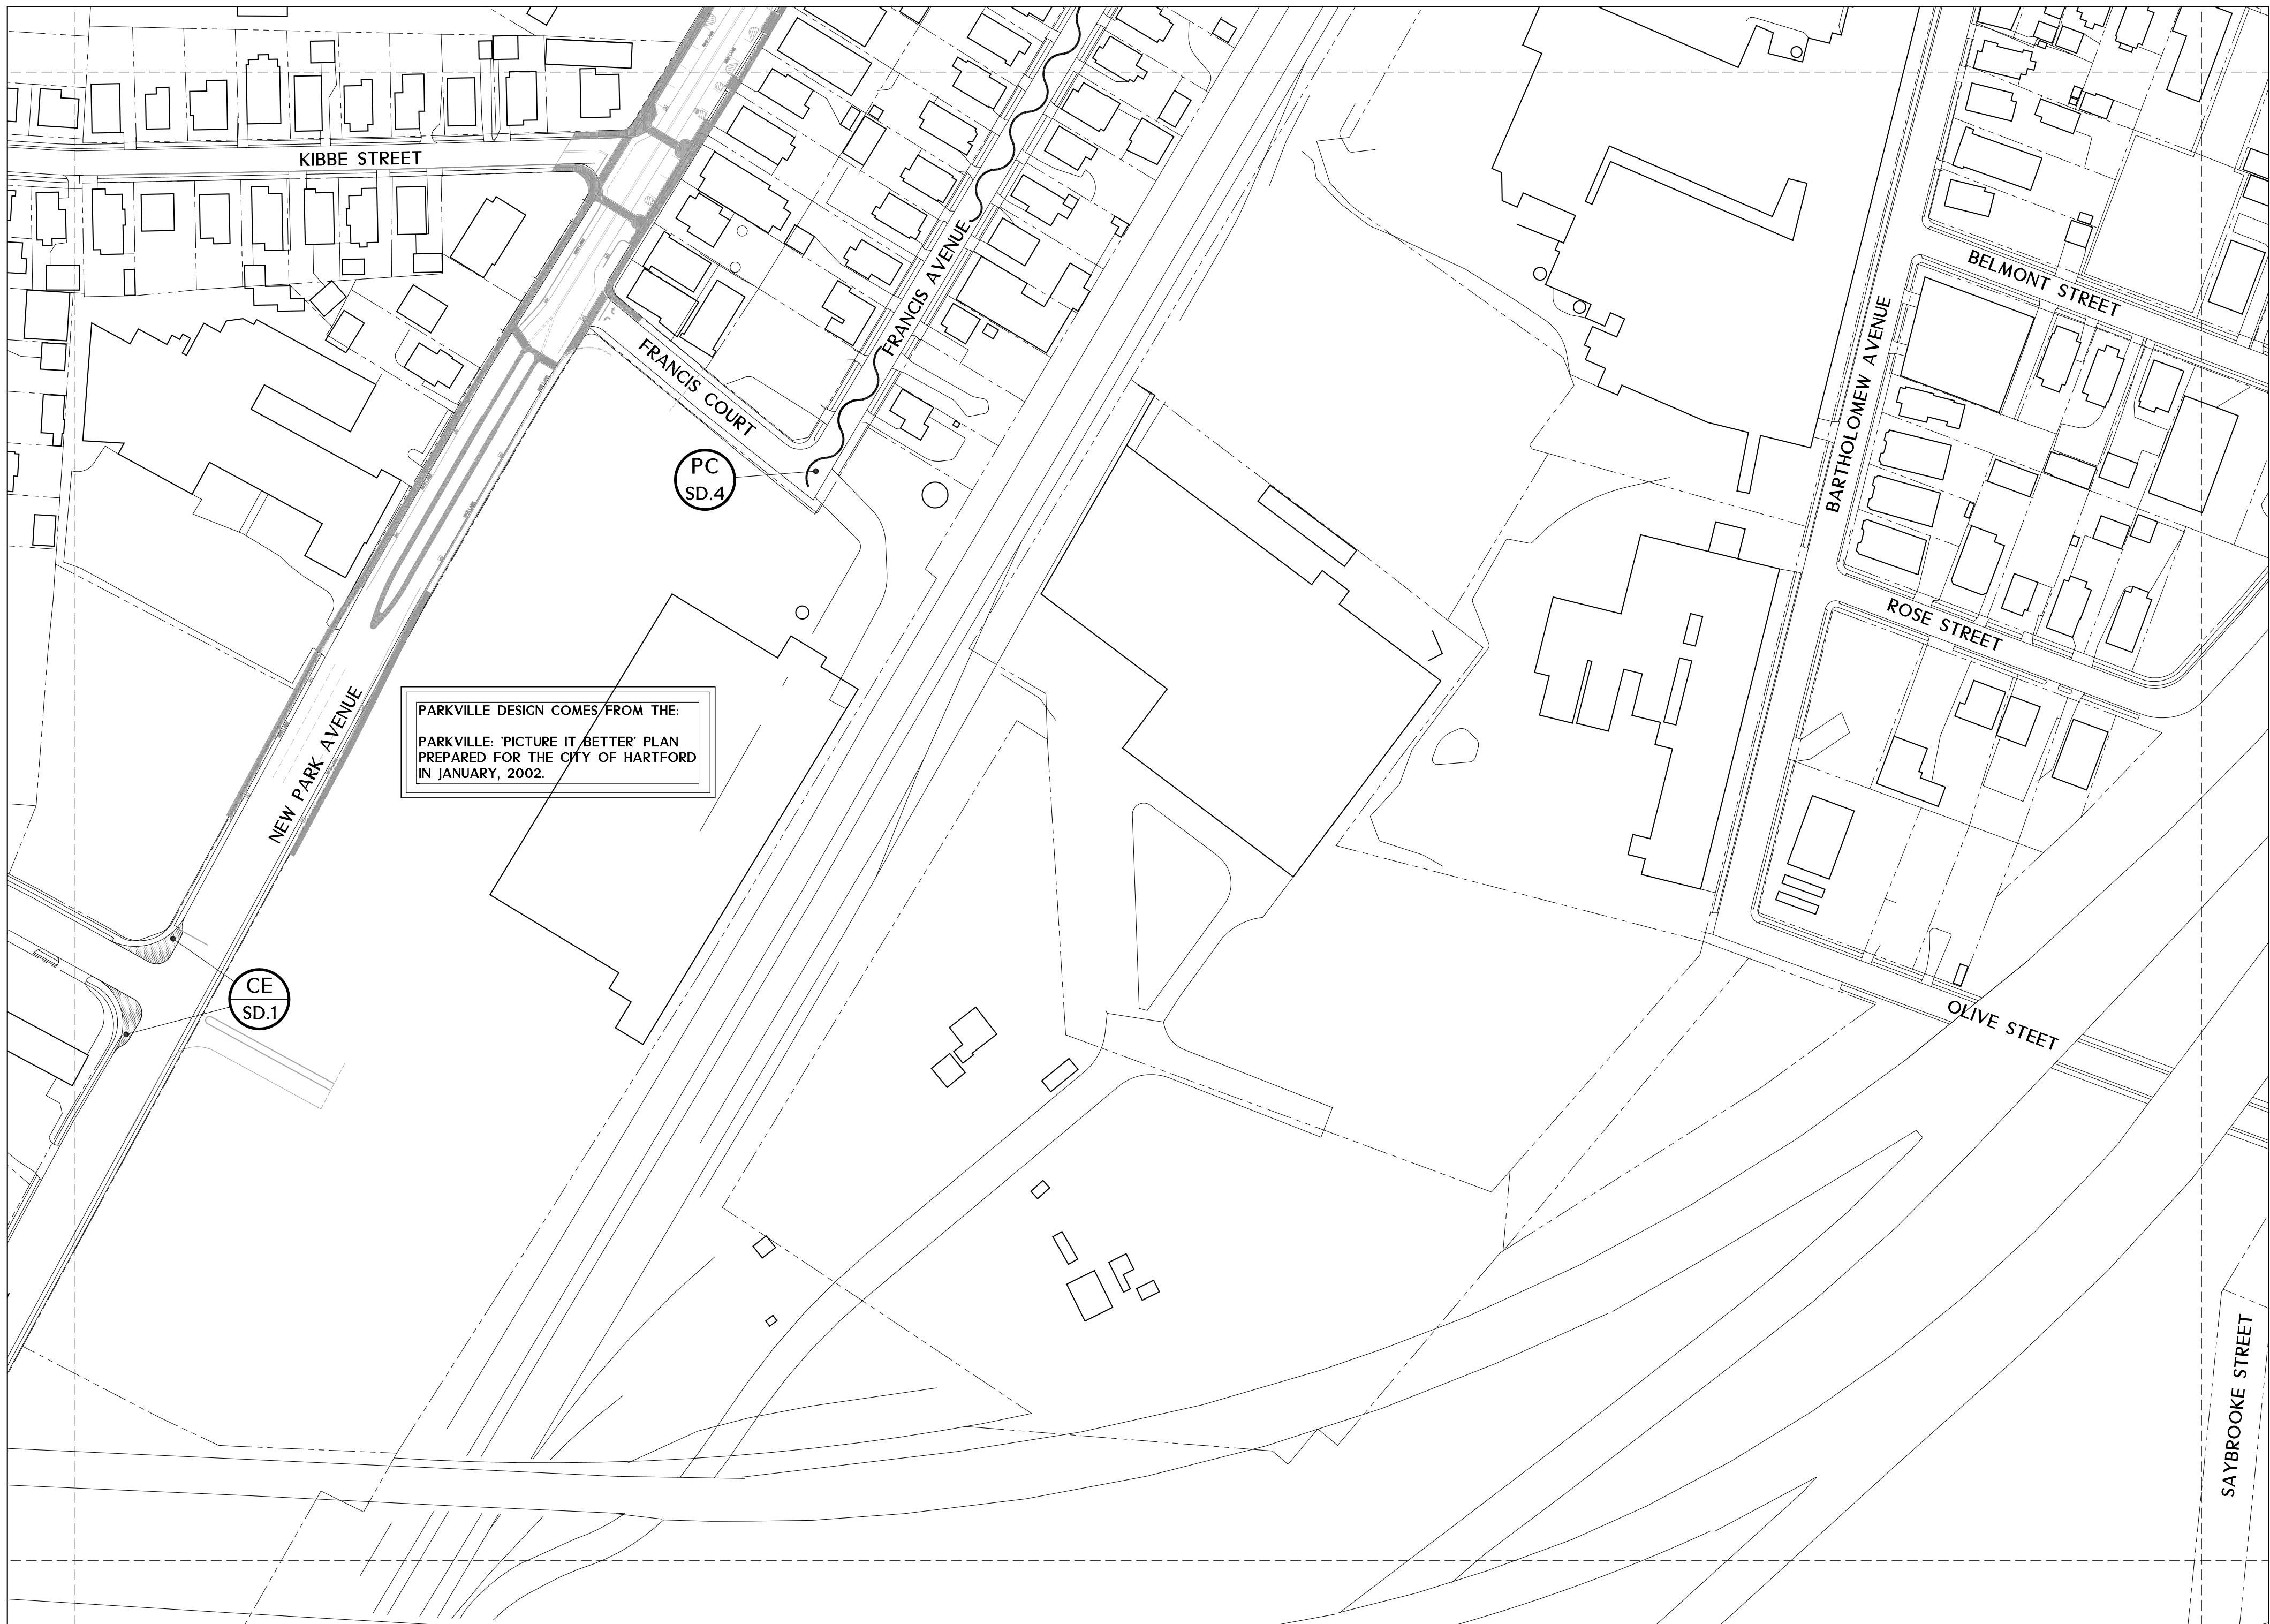 KIBBE STREET
FRANCIS AVENUE
FRANCIS COURT
BELMONT STREET
BARTHOLOMEW AVENUE
PC
SD.4
ROSE STREET
NEW PARK AVENUE
PARKVILLE DESIGN COMES FROM THE:
PARKVILLE: 'PICTURE IT BETTER' PLAN
PREPARED FOR THE CITY OF HARTFORD
IN JANUARY, 2002.
CE
SD.1
OLIVE STEET
SAYBROOKE STREET